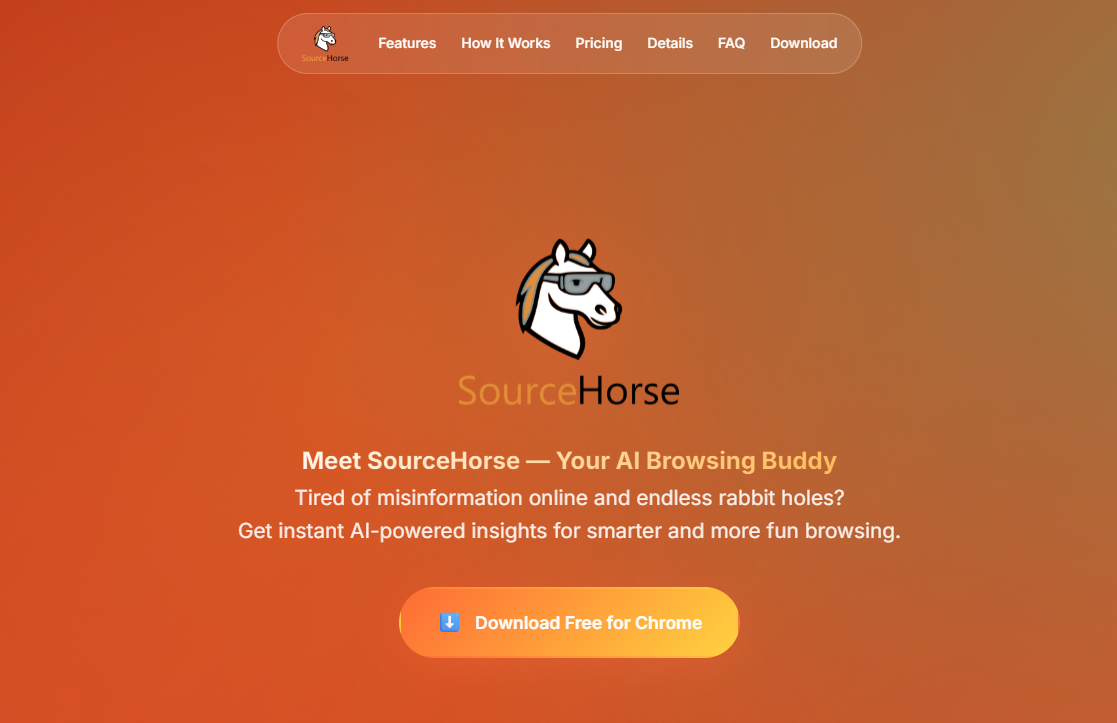 SourceHorse
Features How It Works Pricing Details FAQ Download
SourceHorse
Meet SourceHorse — Your AI Browsing Buddy
Tired of misinformation online and endless rabbit holes?
Get instant AI-powered insights for smarter and more fun browsing.
Download Free for Chrome